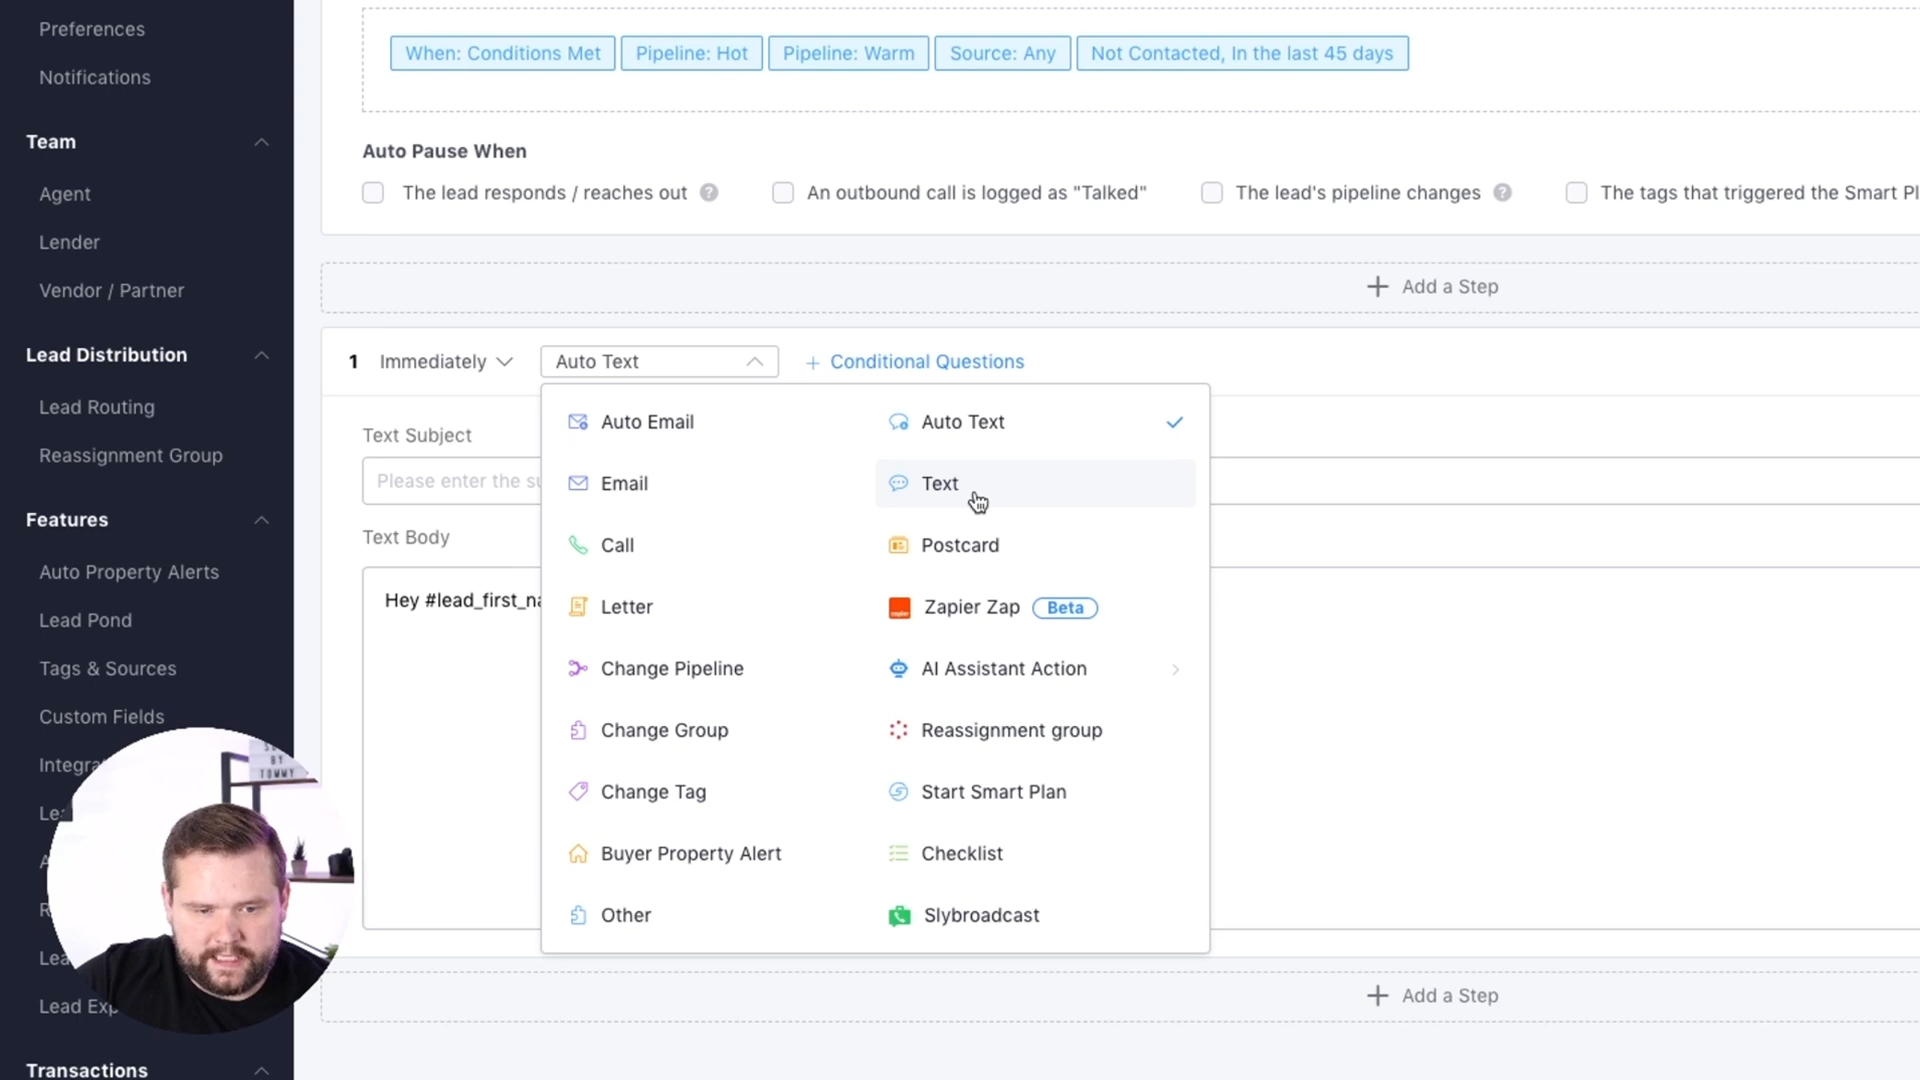 Preferences
Notifications
Team
Agent
Lender
Vendor / Partner
Lead Distribution
Lead Routing
Reassignment Group
Features
Auto Property Alerts
Lead Pond
Tags & Sources
Custom Fields
Integra
Lea
Lead Exp
Transactions
BY
TOMMY
When: Conditions Met
Pipeline: Hot
Pipeline: Warm
Source: Any
Not Contacted, In the last 45 days
Auto Pause When
The lead responds / reaches out ?
An outbound call is logged as "Talked"
The lead's pipeline changes ?
The tags that triggered the Smart Pl
+ Add a Step
1 Immediately
Auto Text
+ Conditional Questions
Text Subject
Please enter the su
Text Body
Hey #lead_first_na
Auto Email
Auto Text
Email
Text
Call
Postcard
Letter
Zapier Zap Beta
Change Pipeline
AI Assistant Action
Change Group
Reassignment group
Change Tag
Start Smart Plan
Buyer Property Alert
Checklist
Other
Slybroadcast
+ Add a Step